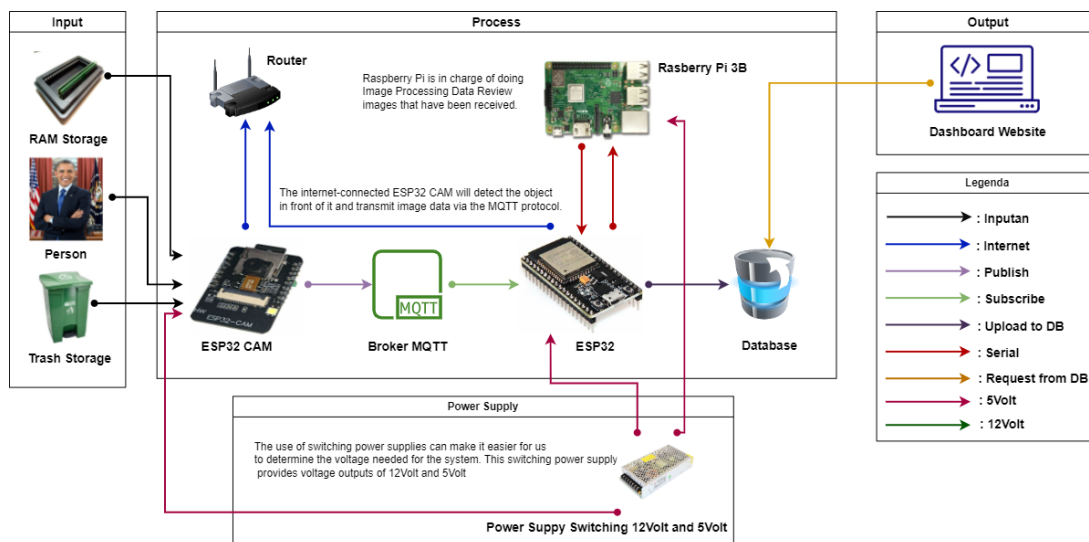 Input
RAM Storage
Person
Trash Storage
Process
Router
Raspberry Pi is in charge of doing
Image Processing Data Review
images that have been received.
Rasberry Pi 3B
The internet-connected ESP32 CAM will detect the object
in front of it and transmit image data via the MQTT protocol.
ESP32-CAM
ESP32 CAM
MQTT
Broker MQTT
ESP32
Database
Output
Dashboard Website
Legenda
: Inputan
: Internet
: Publish
: Subscribe
: Upload to DB
: Serial
: Request from DB
: 5Volt
: 12Volt
Power Supply
The use of switching power supplies can make it easier for us
to determine the voltage needed for the system. This switching power supply
provides voltage outputs of 12Volt and 5Volt
Power Suppy Switching 12Volt and 5Volt